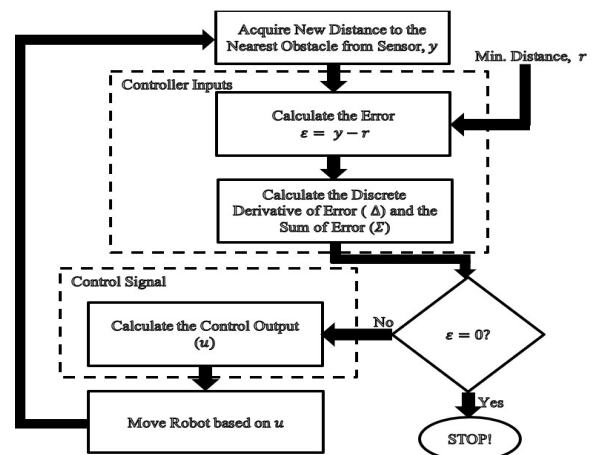 Acquire New Distance to the
Nearest Obstacle from Sensor, y
Min. Distance, r
Controller Inputs
Calculate the Error
ε = y − r
Calculate the Discrete
Derivative of Error ( Δ) and the
Sum of Error (Σ)
Control Signal
Calculate the Control Output
(u)
No
ε = 0?
Yes
Move Robot based on u
STOP!